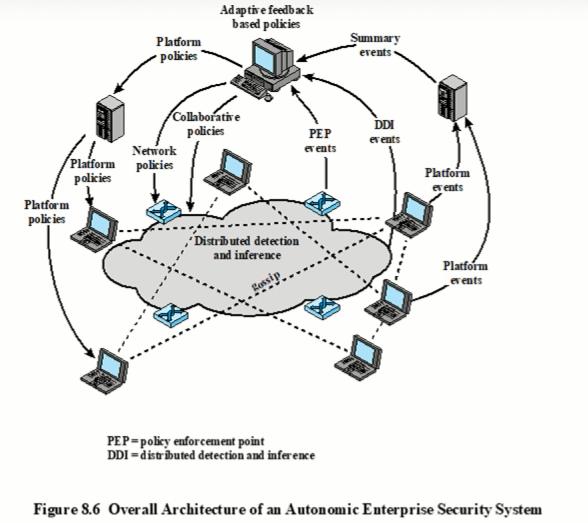 Adaptive feedback
based policies
Platform
policies
Summary
events
Collaborative
policies
PEP
events
DDI
events
Network
policies
Platform
policies
Platform
events
Platform
policies
Distributed detection
and inference
gossip
Platform
events
PEP = policy enforcement point
DDI = distributed detection and inference
Figure 8.6 Overall Architecture of an Autonomic Enterprise Security System